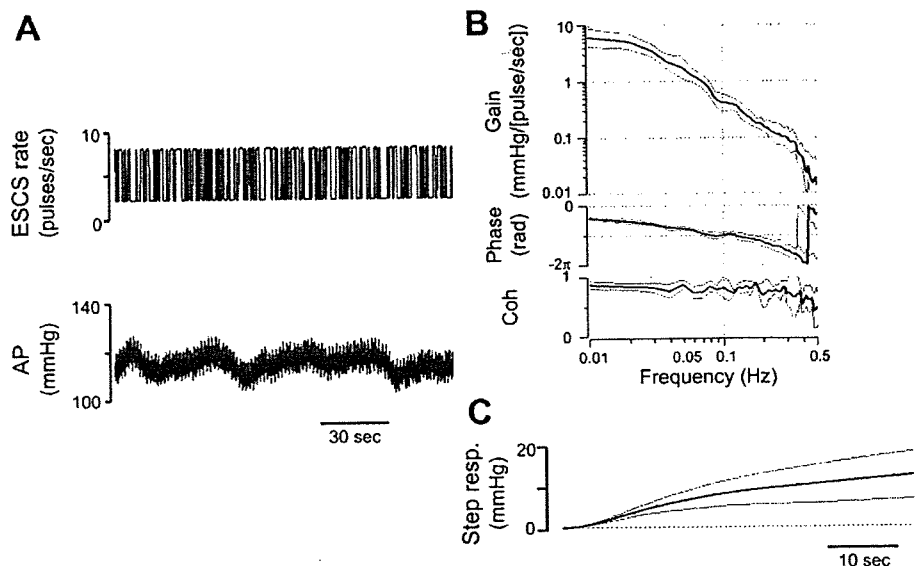 A
10
0
ESCS rate
(pulses/sec)
140
100
AP
(mmHg)
30 sec
B
10
1
0.1
0.01
Gain
(mmHg/[pulse/sec])
0
-2π
Phase
(rad)
1
0
Coh
0.01
0.05
0.1
0.5
Frequency (Hz)
C
20
0
Step resp.
(mmHg)
10 sec